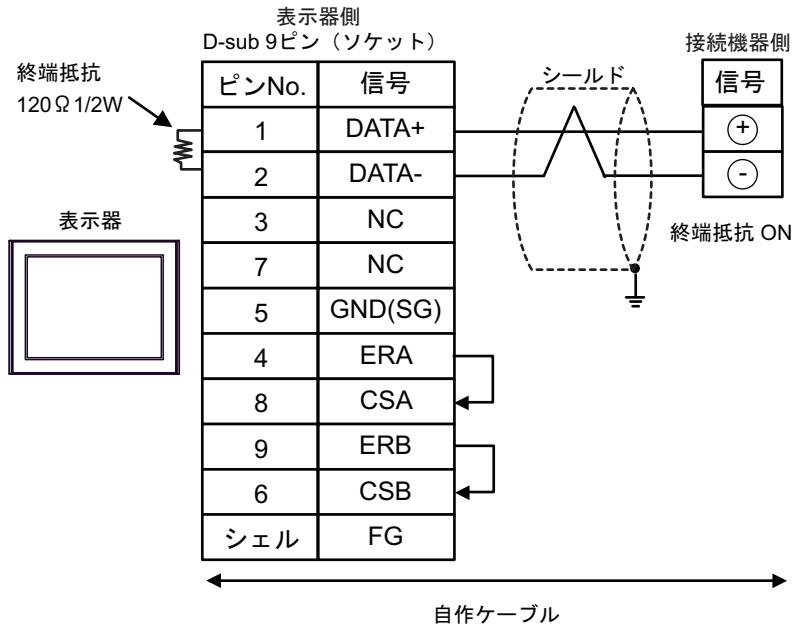 表示器側
D-sub 9ピン（ソケット）
接続機器側
終端抵抗
120Ω 1/2W
シールド
ピンNo. 信号
信号
1 DATA+
+
2 DATA-
-
3 NC
終端抵抗 ON
表示器
7 NC
5 GND(SG)
4 ERA
8 CSA
9 ERB
6 CSB
シェル FG
自作ケーブル